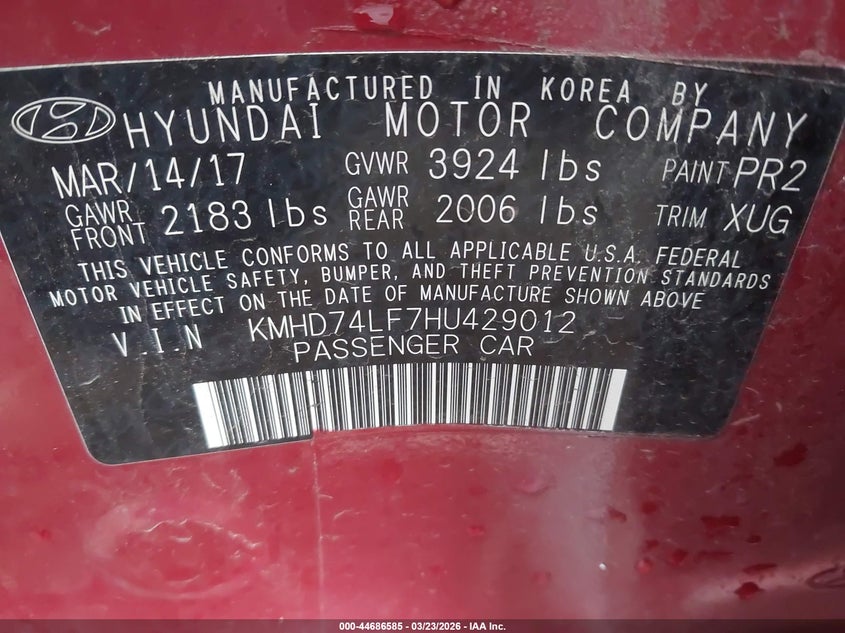 MANUFACTURED IN KOREA BY
HYUNDAI MOTOR COMPANY
MAR/14/17 GVWR 3924 lbs PAINT PR2
GAWR FRONT 2183 lbs GAWR REAR 2006 lbs TRIM XUG
THIS VEHICLE CONFORMS TO ALL APPLICABLE U.S.A. FEDERAL
MOTOR VEHICLE SAFETY, BUMPER, AND THEFT PREVENTION STANDARDS
IN EFFECT ON THE DATE OF MANUFACTURE SHOWN ABOVE
V.I.N KMHD74LF7HU429012
PASSENGER CAR
000-44686585 - 03/23/2026 - IAA Inc.